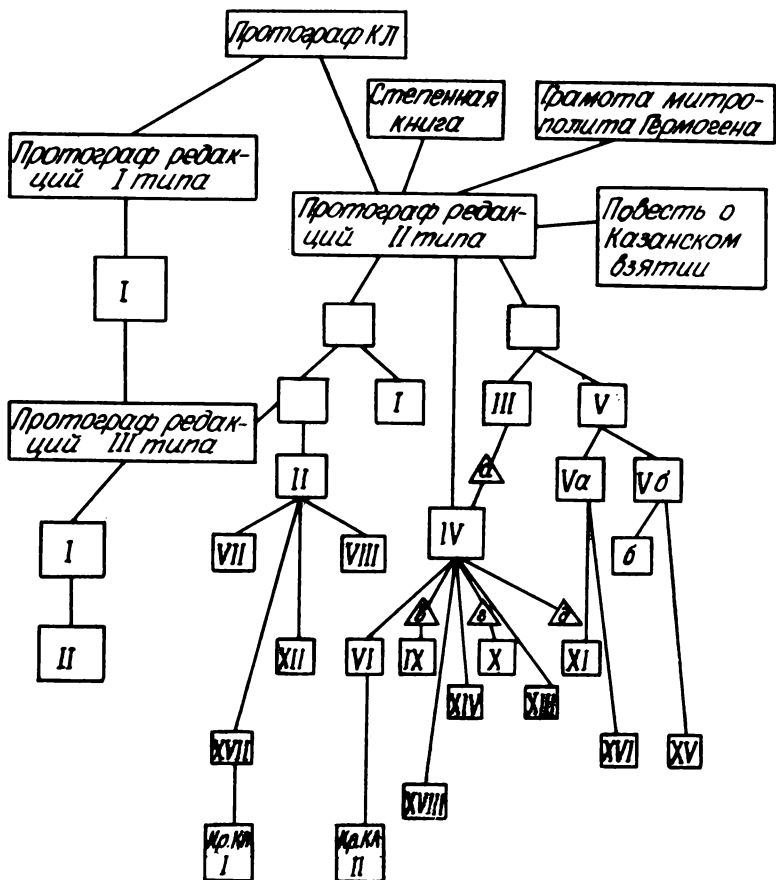 Протограф КЛ
Степенная
книга
Грамота митро-
полита Гермогена
Протограф редак-
ций I типа
Протограф редак-
ций II типа
Повесть о
Казанском
взятии
I
I
III
V
Протограф редак-
ций III типа
а
II
Vа
Vб
I
VII
VIII
IV
б
в
г
д
II
XII
VI
IX
X
XI
XIV
XIII
XVII
XVI
XV
XVIII
I
II